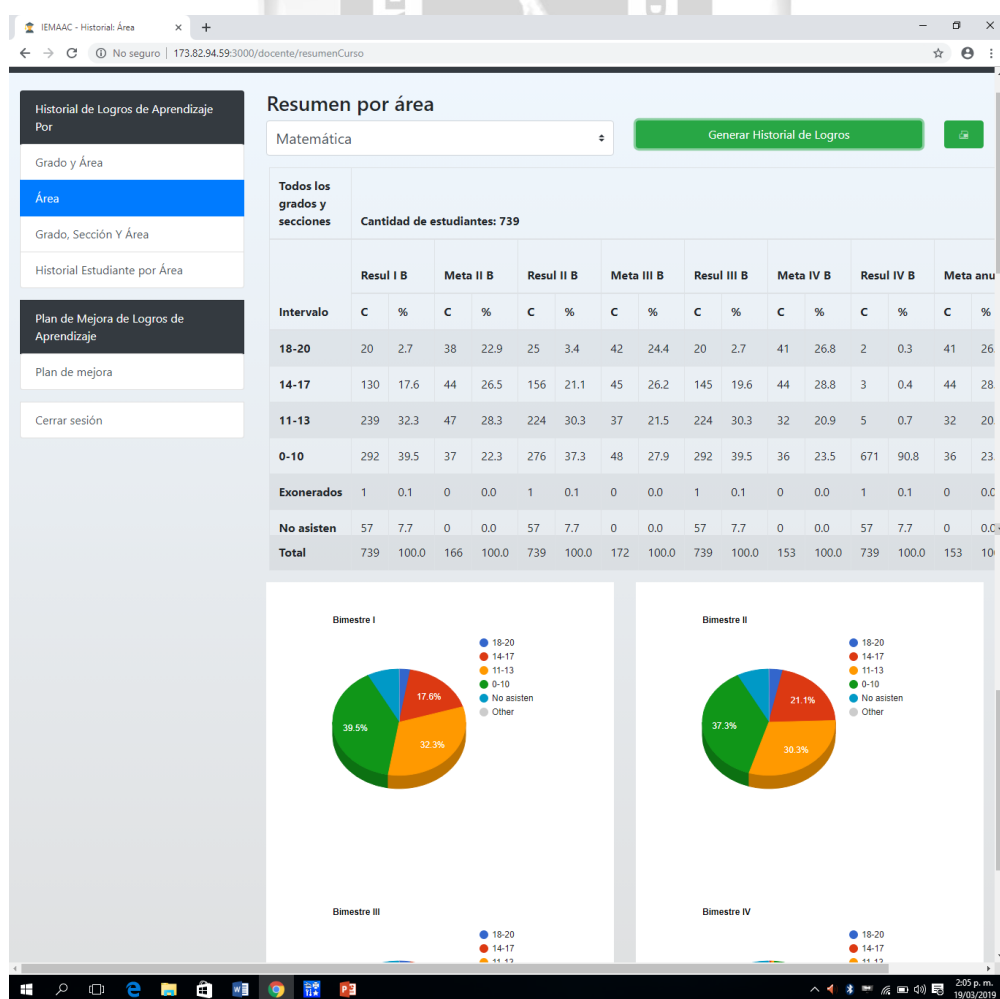 IEMAAC - Historial: Área
No seguro | 173.82.94.59:3000/docente/resumenCurso
Historial de Logros de Aprendizaje
Por
Grado y Área
Área
Grado, Sección Y Área
Historial Estudiante por Área
Plan de Mejora de Logros de
Aprendizaje
Plan de mejora
Cerrar sesión
Resumen por área
Matemática
Generar Historial de Logros
Todos los
grados y
secciones Cantidad de estudiantes: 739
Resul I B Meta II B Resul II B Meta III B Resul III B Meta IV B Resul IV B Meta anu
Intervalo C % C % C % C % C % C % C % C %
18-20 20 2.7 38 22.9 25 3.4 42 24.4 20 2.7 41 26.8 2 0.3 41 26.
14-17 130 17.6 44 26.5 156 21.1 45 26.2 145 19.6 44 28.8 3 0.4 44 28.
11-13 239 32.3 47 28.3 224 30.3 37 21.5 224 30.3 32 20.9 5 0.7 32 20.
0-10 292 39.5 37 22.3 276 37.3 48 27.9 292 39.5 36 23.5 671 90.8 36 23.
Exonerados 1 0.1 0 0.0 1 0.1 0 0.0 1 0.1 0 0.0 1 0.1 0 0.0
No asisten 57 7.7 0 0.0 57 7.7 0 0.0 57 7.7 0 0.0 57 7.7 0 0.0
Total 739 100.0 166 100.0 739 100.0 172 100.0 739 100.0 153 100.0 739 100.0 153 10
Bimestre I
18-20
14-17
11-13
0-10
No asisten
Other
17.6%
39.5%
32.3%
Bimestre II
18-20
14-17
11-13
0-10
No asisten
Other
21.1%
37.3%
30.3%
Bimestre III
18-20
14-17
11-13
Bimestre IV
18-20
14-17
11-13
2:05 p. m.
19/03/2019